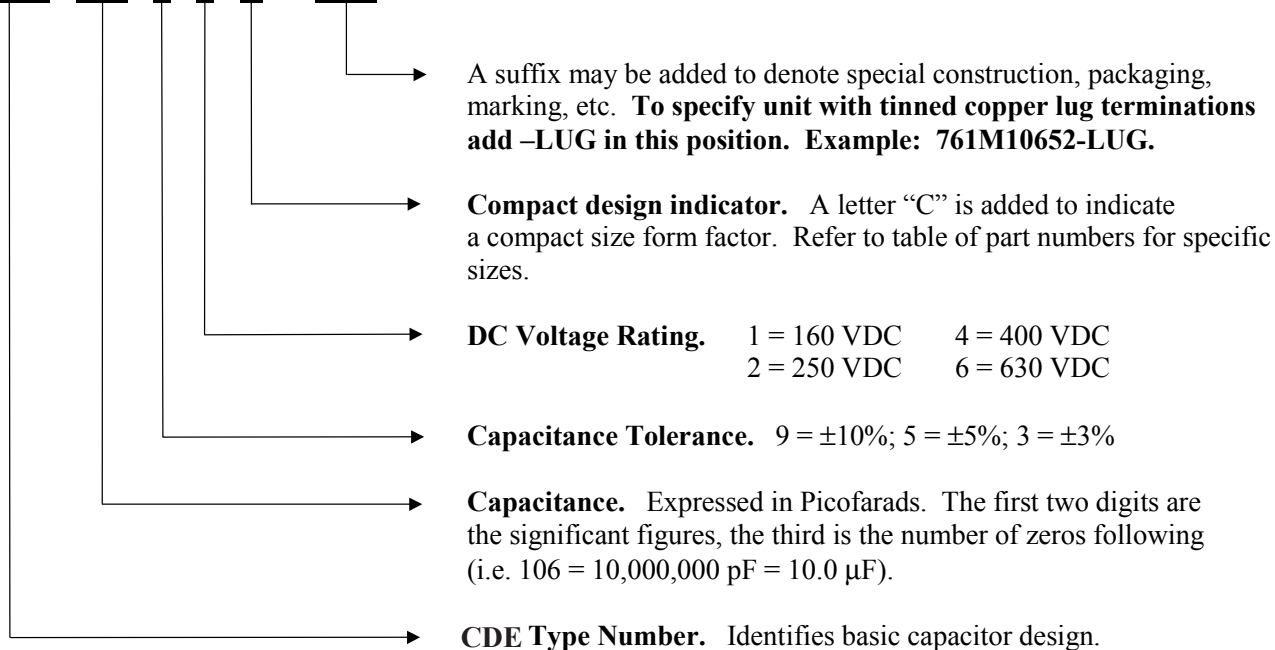 A suffix may be added to denote special construction, packaging,
marking, etc. To specify unit with tinned copper lug terminations
add –LUG in this position. Example: 761M10652-LUG.
Compact design indicator. A letter “C” is added to indicate
a compact size form factor. Refer to table of part numbers for specific
sizes.
DC Voltage Rating. 1 = 160 VDC 4 = 400 VDC
2 = 250 VDC 6 = 630 VDC
Capacitance Tolerance. 9 = ±10%; 5 = ±5%; 3 = ±3%
Capacitance. Expressed in Picofarads. The first two digits are
the significant figures, the third is the number of zeros following
(i.e. 106 = 10,000,000 pF = 10.0 μF).
CDE Type Number. Identifies basic capacitor design.